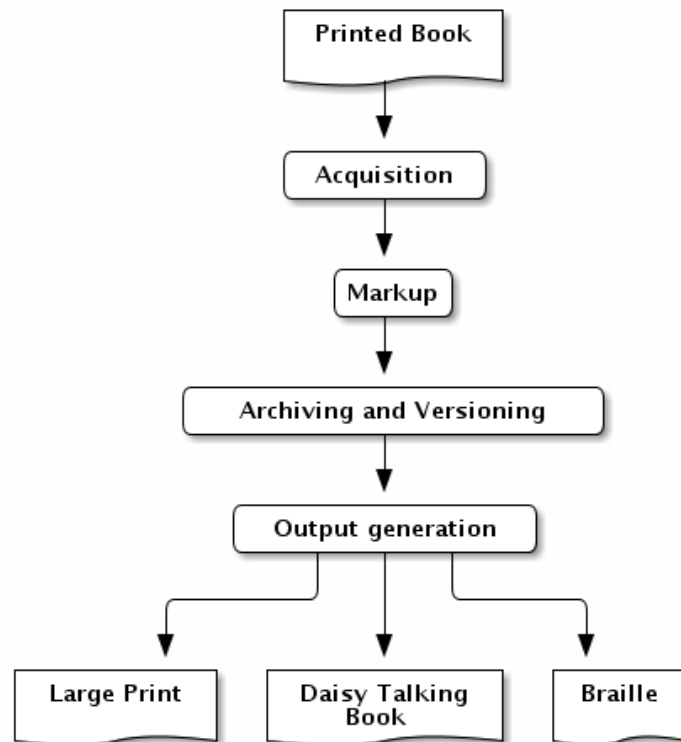 Printed Book
Acquisition
Markup
Archiving and Versioning
Output generation
Large Print
Daisy Talking
Book
Braille